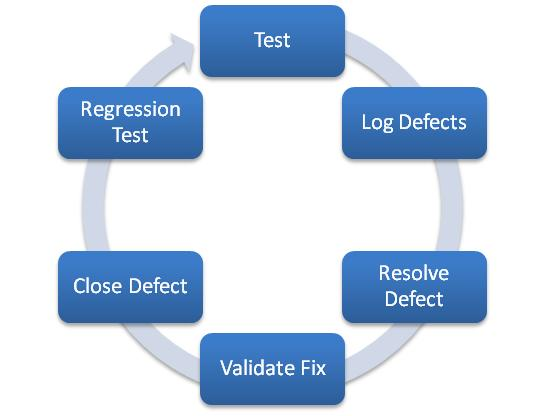 Test
Log Defects
Resolve
Defect
Validate Fix
Close Defect
Regression
Test